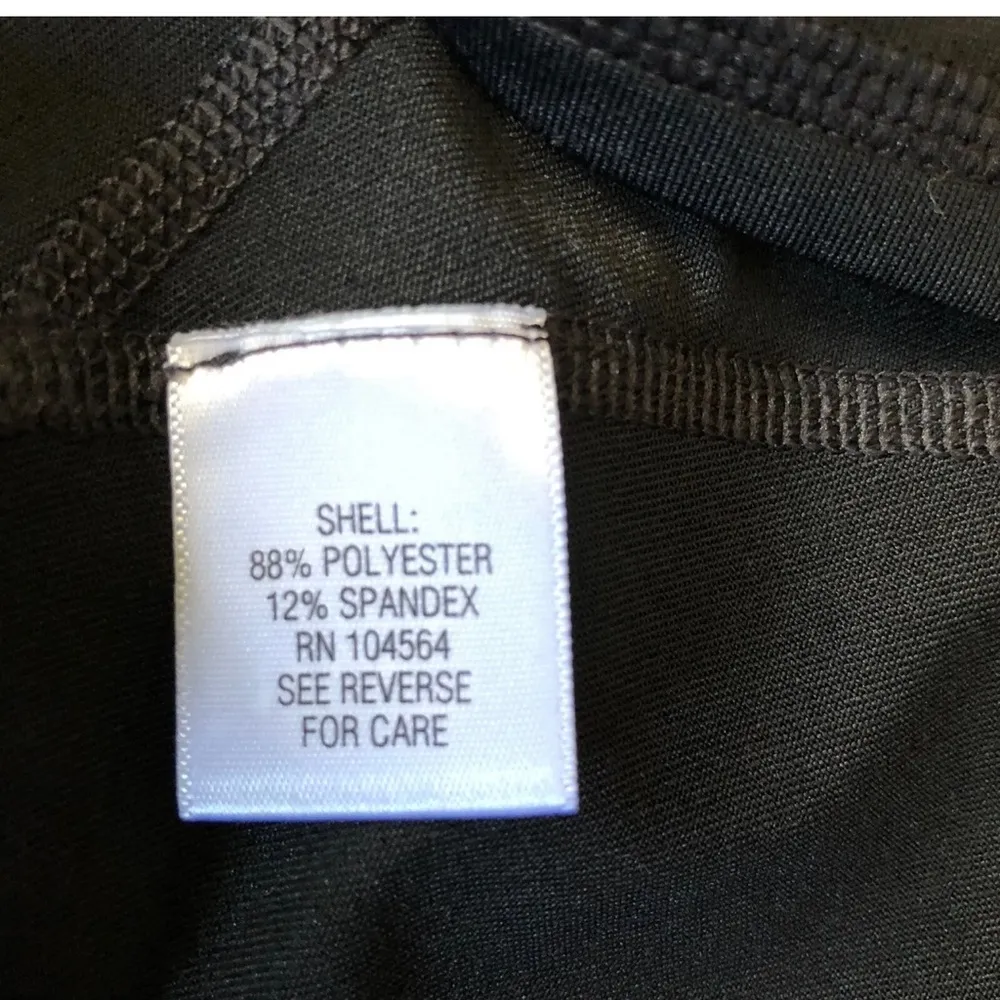 SHELL:
88% POLYESTER
12% SPANDEX
RN 104564
SEE REVERSE
FOR CARE